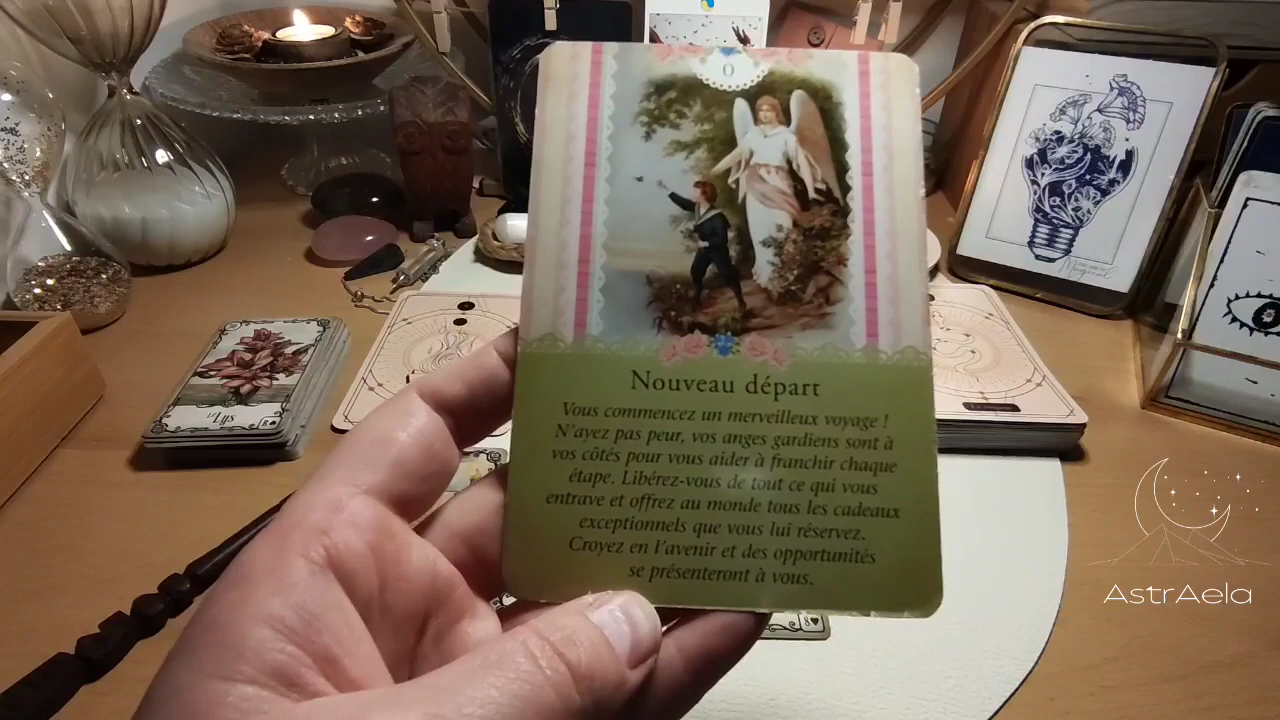 0
Nouveau départ
Vous commencez un merveilleux voyage !
N'ayez pas peur, vos anges gardiens sont à
vos côtés pour vous aider à franchir chaque
étape. Libérez-vous de tout ce qui vous
entrave et offrez au monde tous les cadeaux
exceptionnels que vous lui réservez.
Croyez en l'avenir et des opportunités
se présenteront à vous.
Lys
Magical
AstrAela